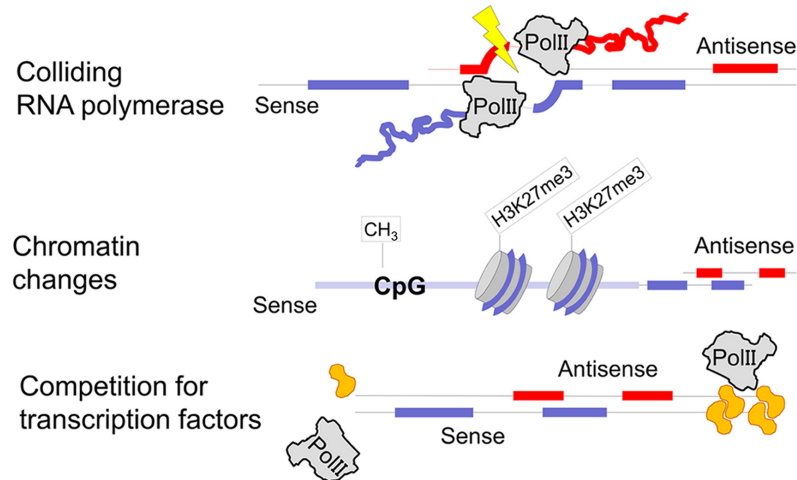 Colliding
RNA polymerase
PolII
Antisense
Sense
PolII
Chromatin
changes
CH3
H3K27me3
H3K27me3
Antisense
CpG
Sense
Competition for
transcription factors
PolII
Antisense
Sense
PolII